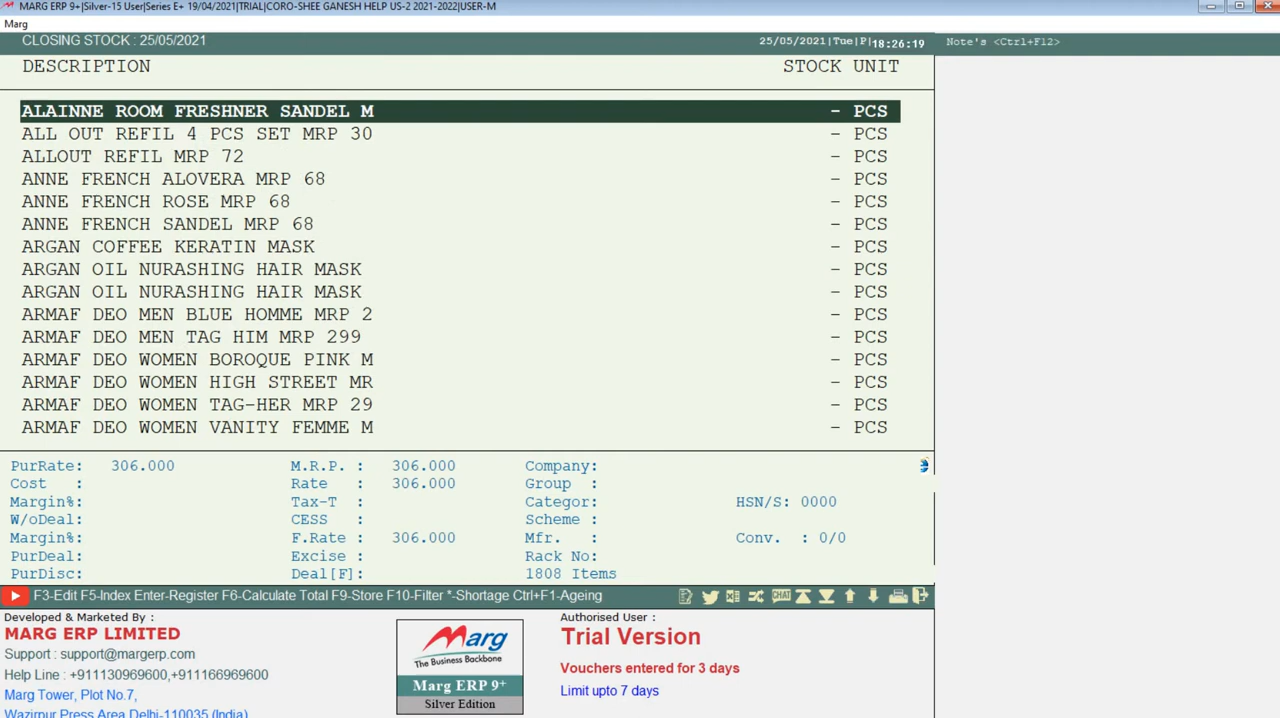 MARG ERP 9+|Silver-15 User|Series E+ 19/04/2021|TRIAL|CORO-SHEE GANESH HELP US-2 2021-2022|USER-M
Marg
CLOSING STOCK : 25/05/2021 25/05/2021|Tue|P|18:26:19 Note's <Ctrl+F12>
DESCRIPTION STOCK UNIT
ALAINNE ROOM FRESHNER SANDEL M - PCS
ALL OUT REFIL 4 PCS SET MRP 30 - PCS
ALLOUT REFIL MRP 72 - PCS
ANNE FRENCH ALOVERA MRP 68 - PCS
ANNE FRENCH ROSE MRP 68 - PCS
ANNE FRENCH SANDEL MRP 68 - PCS
ARGAN COFFEE KERATIN MASK - PCS
ARGAN OIL NURASHING HAIR MASK - PCS
ARGAN OIL NURASHING HAIR MASK - PCS
ARMAF DEO MEN BLUE HOMME MRP 2 - PCS
ARMAF DEO MEN TAG HIM MRP 299 - PCS
ARMAF DEO WOMEN BOROQUE PINK M - PCS
ARMAF DEO WOMEN HIGH STREET MR - PCS
ARMAF DEO WOMEN TAG-HER MRP 29 - PCS
ARMAF DEO WOMEN VANITY FEMME M - PCS
PurRate: 306.000 M.R.P. : 306.000 Company:
Cost : Rate : 306.000 Group :
Margin%: Tax-T : Categor: HSN/S: 0000
W/oDeal: CESS : Scheme :
Margin%: F.Rate : 306.000 Mfr. : Conv. : 0/0
PurDeal: Excise : Rack No:
PurDisc: Deal[F]: 1808 Items
F3-Edit F5-Index Enter-Register F6-Calculate Total F9-Store F10-Filter *-Shortage Ctrl+F1-Ageing CHAT
Developed & Marketed By :
MARG ERP LIMITED
Support : support@margerp.com
Help Line : +911130969600,+911166969600
Marg Tower, Plot No.7,
Wazirpur Press Area Delhi-110035 (India)
Marg
The Business Backbone
Marg ERP 9+
Silver Edition
Authorised User :
Trial Version
Vouchers entered for 3 days
Limit upto 7 days